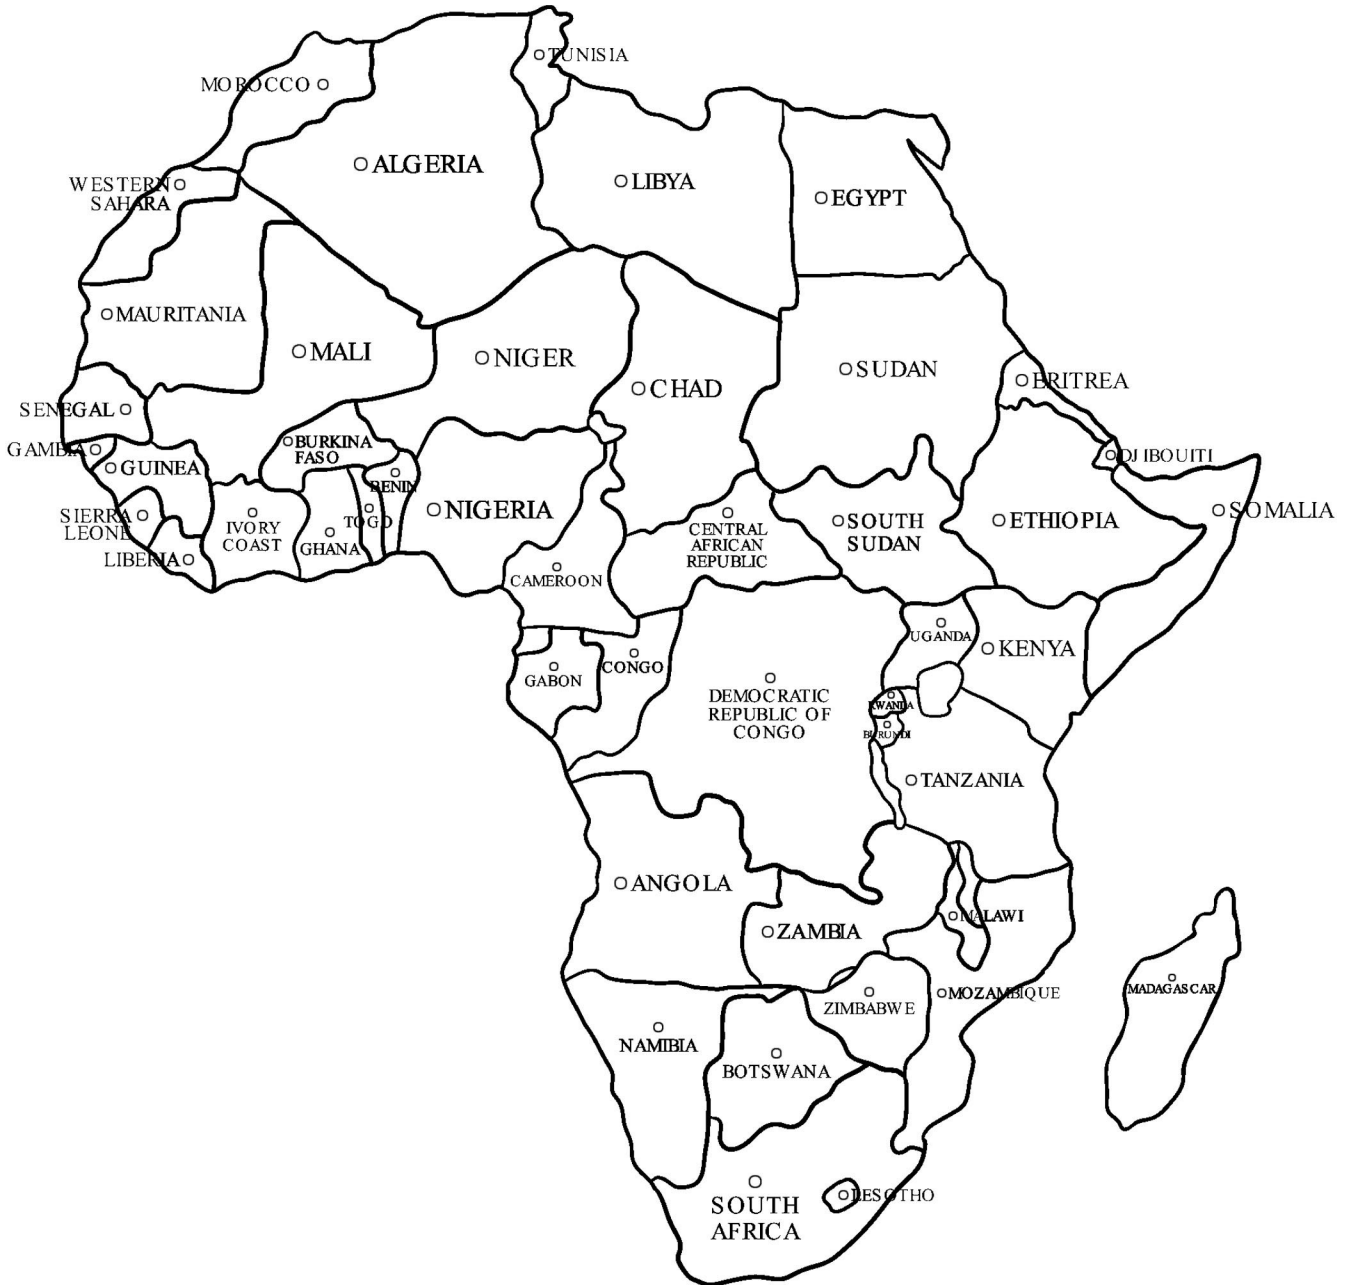 TUNISIA
MOROCCO
ALGERIA
WESTERN
SAHARA
LIBYA
EGYPT
MAURITANIA
MALI
NIGER
CHAD
SUDAN
ERITREA
SENEGAL
GAMBIA
BURKINA
FASO
GUINEA
BENIN
DJIBOUITI
SIERRA
LEONE
IVORY
COAST
TOGO
GHANA
NIGERIA
CENTRAL
AFRICAN
REPUBLIC
SOUTH
SUDAN
ETHIOPIA
SOMALIA
LIBERIA
CAMEROON
UGANDA
KENYA
GABON
CONGO
DEMOCRATIC
REPUBLIC OF
CONGO
RWANDA
BURUNDI
TANZANIA
ANGOLA
ZAMBIA
MALAWI
MADAGASCAR
MOZAMBIQUE
ZIMBABWE
NAMIBIA
BOTSWANA
SOUTH
AFRICA
LESOTHO